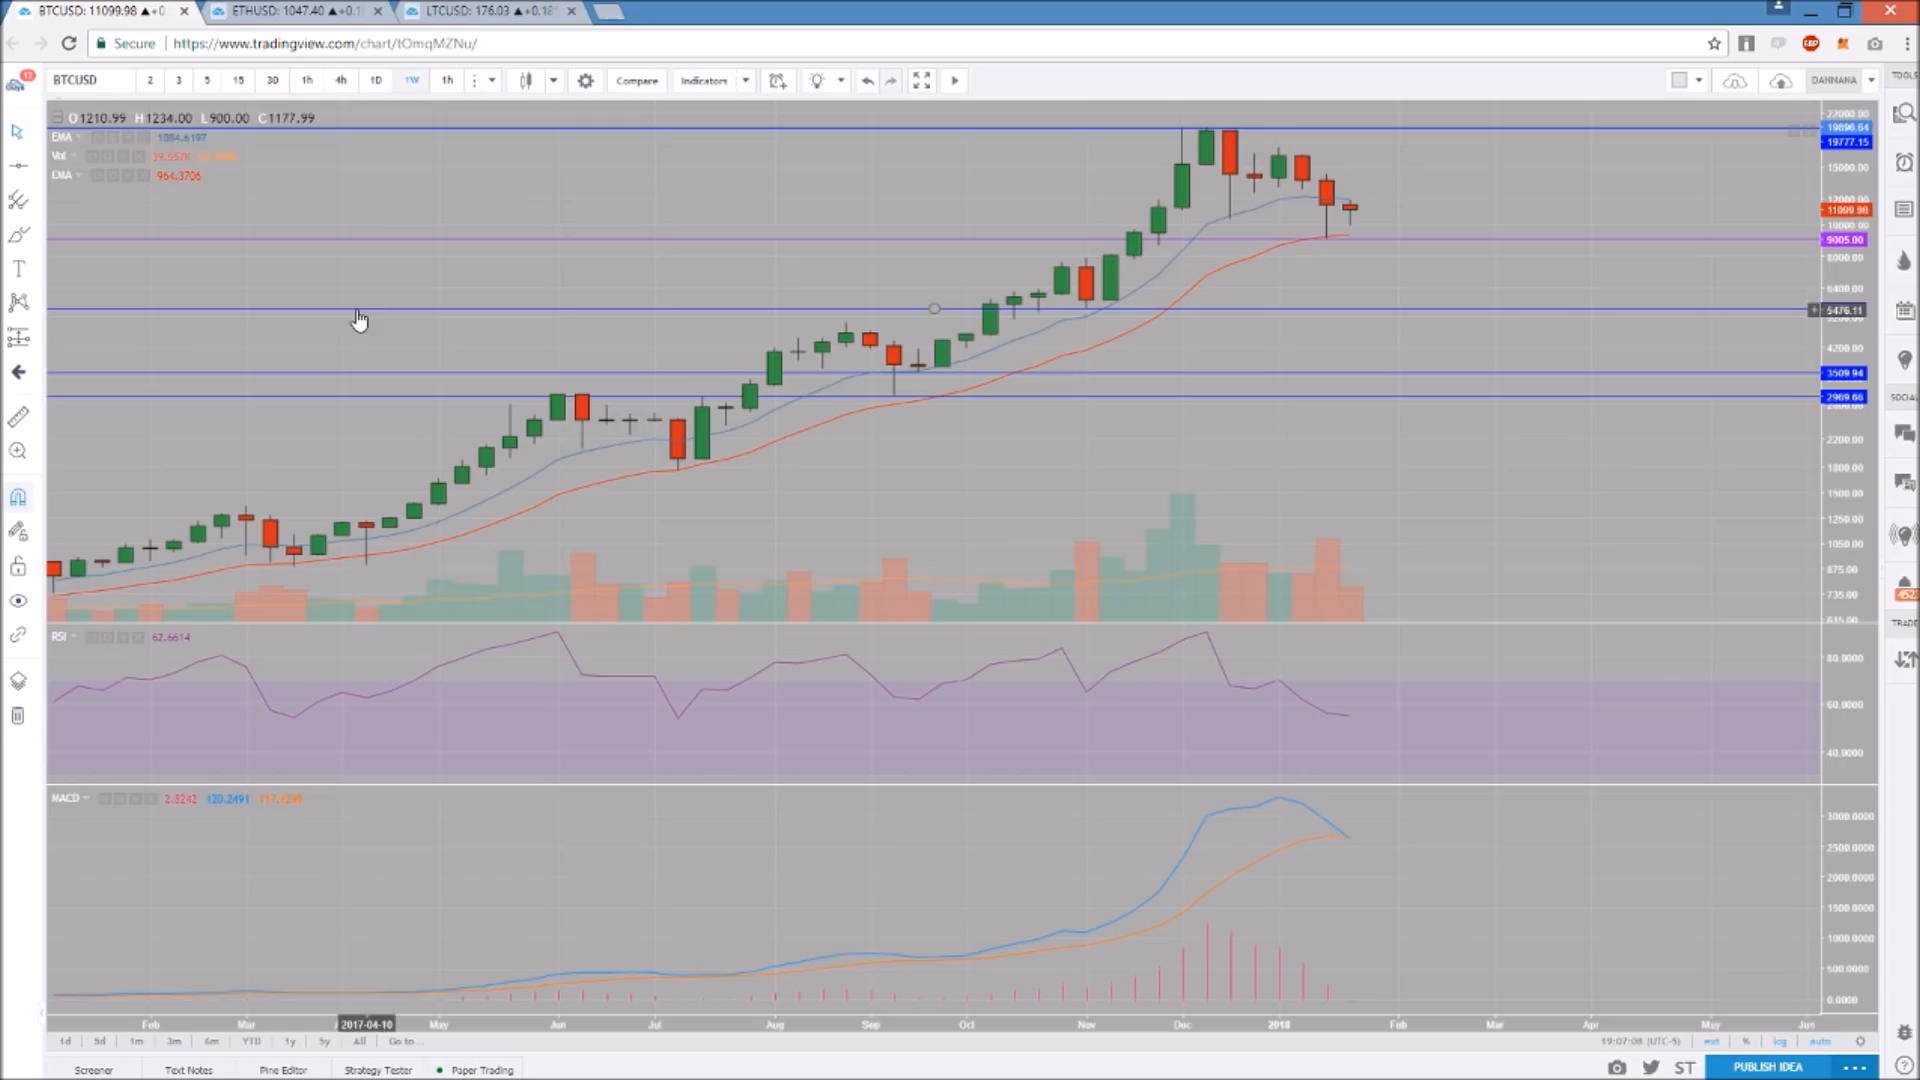 BTCUSD: 11099.98 ▲+0
ETHUSD: 1047.40 ▲+0.1
LTCUSD: 176.03 ▲+0.18
Secure
https://www.tradingview.com/chart/tOmqMZNu/
BTCUSD 2 3 5 15 30 1h 4h 1D 1W 1h Compare Indicators DANNANA TOOLS
O 1210.99 H 1234.00 L 900.00 C 1177.99
EMA 1084.6197
Vol 39.557K
EMA 964.3706
22000.00
19896.64
19777.15
15000.00
12000.00
11099.98
10000.00
9005.00
8000.00
6400.00
5476.11
4200.00
3509.94
2969.66
2200.00
1800.00
1500.00
1250.00
1050.00
875.00
735.00
615.00
SOCIAL
TRADE
RSI 62.6614
80.0000
60.0000
40.0000
MACD 2.8242 120.2491
3000.0000
2500.0000
2000.0000
1500.0000
1000.0000
500.0000
0.0000
Feb Mar 2017-04-10 May Jun Jul Aug Sep Oct Nov Dec 2018 Feb Mar Apr May Jun
1d 5d 1m 3m 6m YTD 1y 5y All Go to... 19:07:08 (UTC-5) ext % log auto
Screener Text Notes Pine Editor Strategy Tester Paper Trading ST PUBLISH IDEA